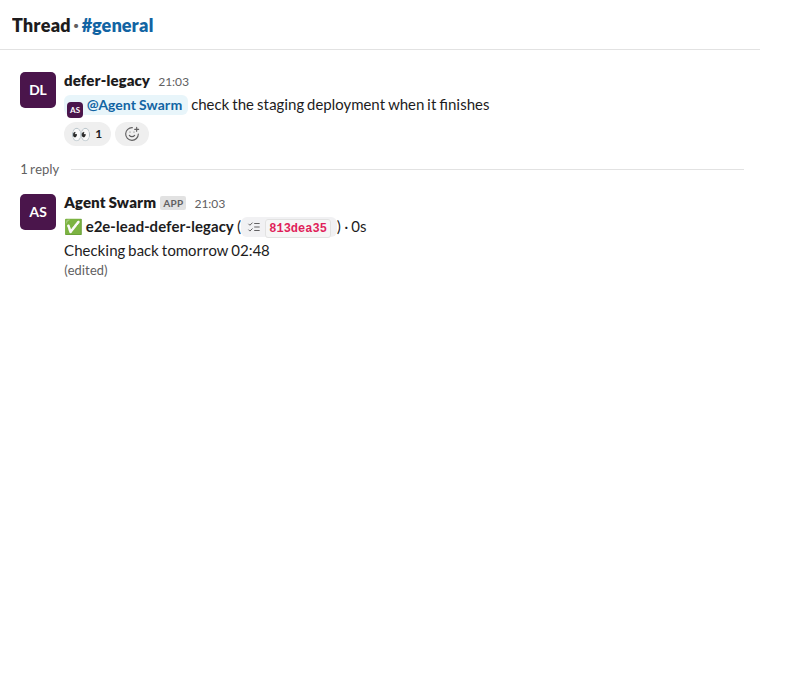 Thread • #general
DL
defer-legacy 21:03
AS @Agent Swarm check the staging deployment when it finishes
👀 1
1 reply
AS
Agent Swarm APP 21:03
✅ e2e-lead-defer-legacy ( 813dea35 ) · 0s
Checking back tomorrow 02:48
(edited)